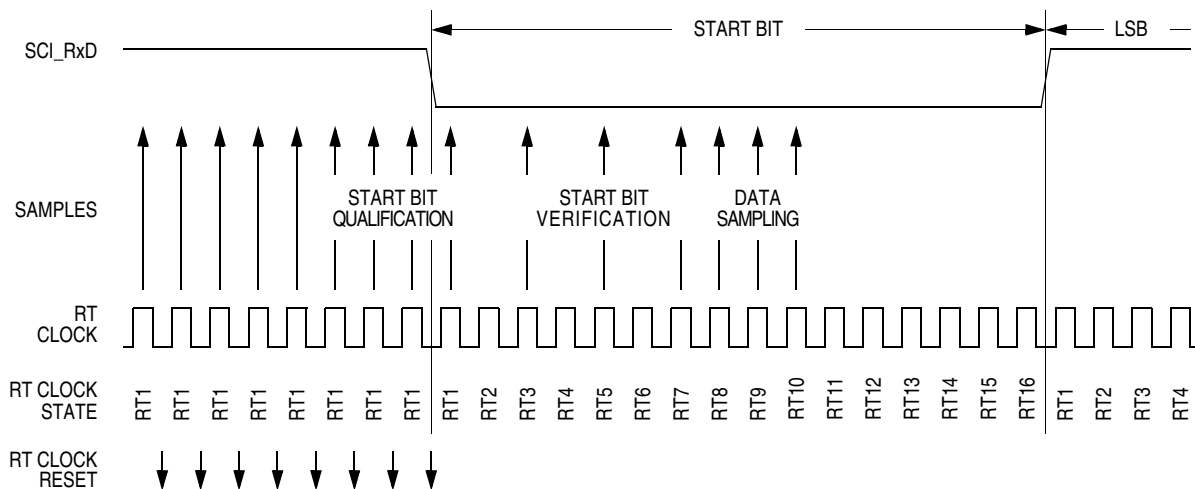 START BIT
LSB
SCI_RxD
SAMPLES
START BIT
QUALIFICATION
START BIT
VERIFICATION
DATA
SAMPLING
RT
CLOCK
RT CLOCK
STATE
RT1 RT1 RT1 RT1 RT1 RT1 RT1 RT1 RT1 RT2 RT3 RT4 RT5 RT6 RT7 RT8 RT9 RT10 RT11 RT12 RT13 RT14 RT15 RT16 RT1 RT2 RT3 RT4
RT CLOCK
RESET